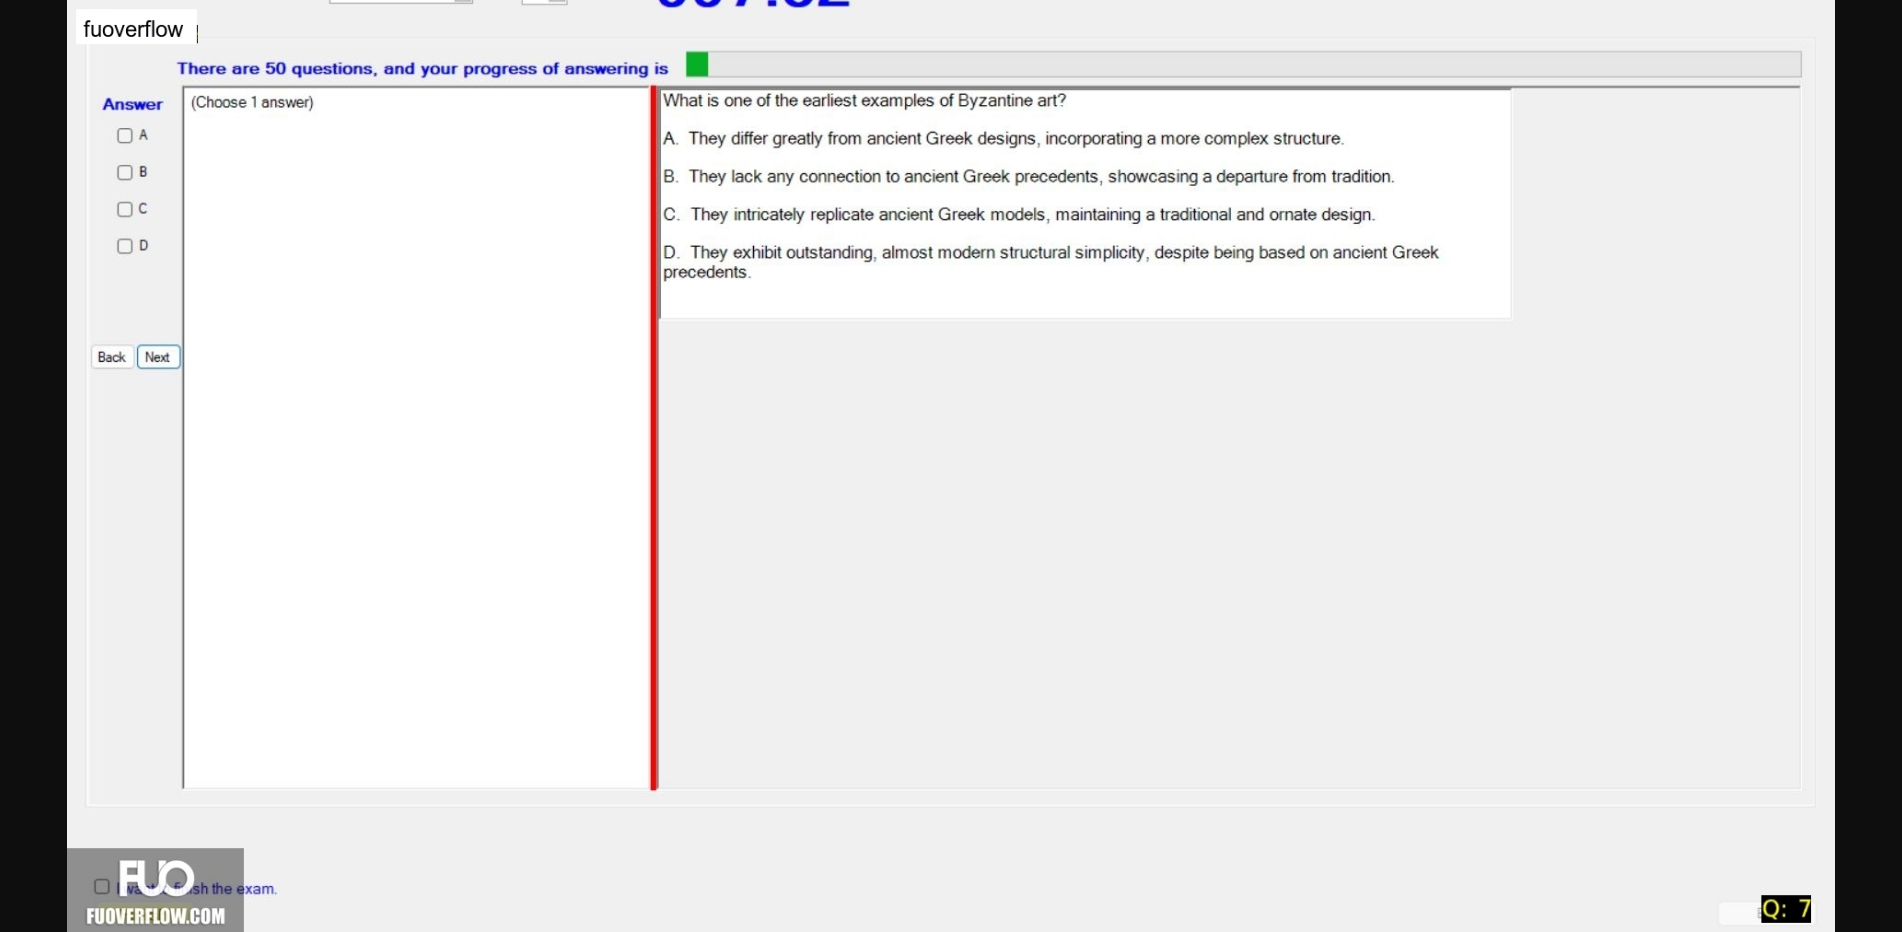 fuoverflow
There are 50 questions, and your progress of answering is
Answer
(Choose 1 answer)
A
B
C
D
Back
Next
What is one of the earliest examples of Byzantine art?
A. They differ greatly from ancient Greek designs, incorporating a more complex structure.
B. They lack any connection to ancient Greek precedents, showcasing a departure from tradition.
C. They intricately replicate ancient Greek models, maintaining a traditional and ornate design.
D. They exhibit outstanding, almost modern structural simplicity, despite being based on ancient Greek
precedents.
FUO
the exam.
FUOVERFLOW.COM
Q: 7